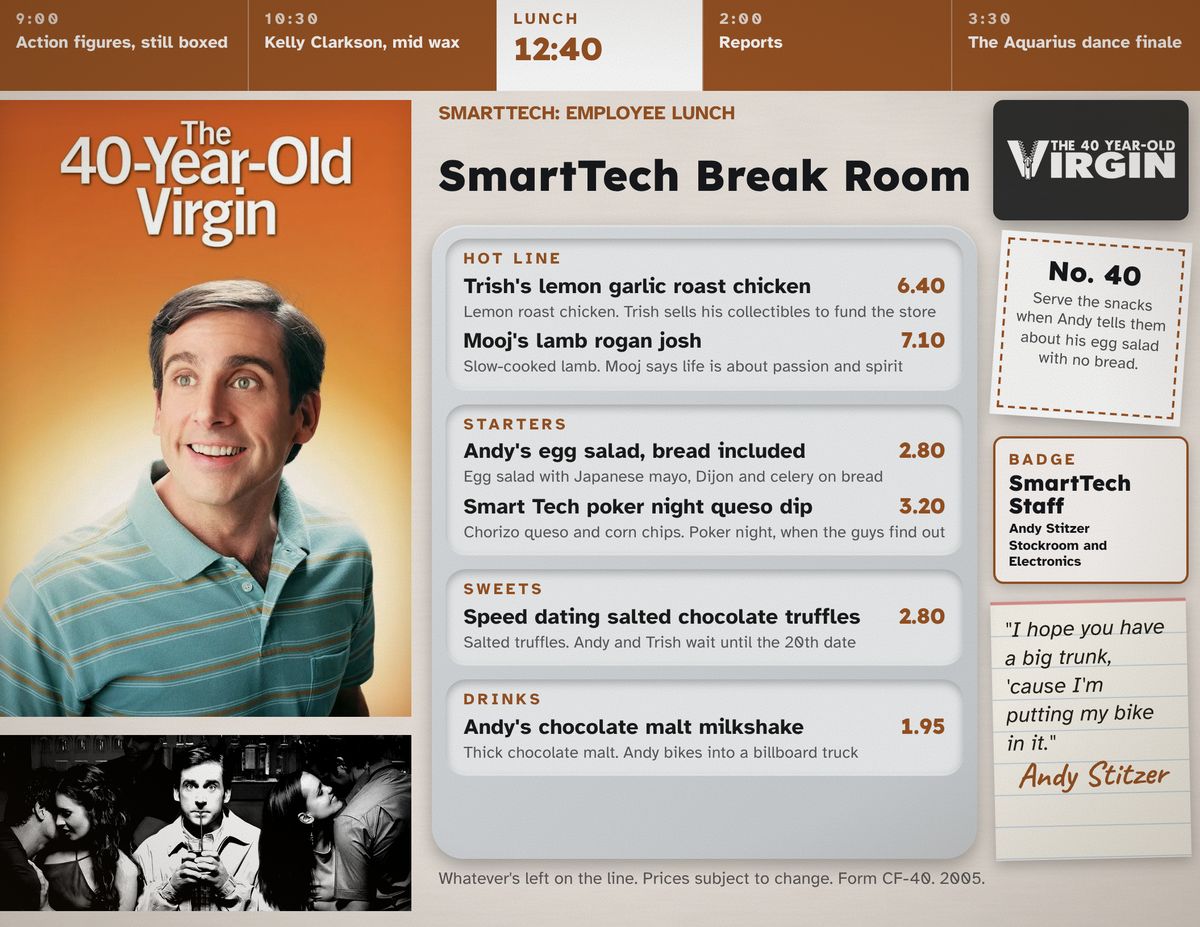 9:00
Action figures, still boxed
10:30
Kelly Clarkson, mid wax
LUNCH
12:40
2:00
Reports
3:30
The Aquarius dance finale
The
40-Year-Old
Virgin
SMARTTECH: EMPLOYEE LUNCH
SmartTech Break Room
HOT LINE
Trish's lemon garlic roast chicken 6.40
Lemon roast chicken. Trish sells his collectibles to fund the store
Mooj's lamb rogan josh 7.10
Slow-cooked lamb. Mooj says life is about passion and spirit
STARTERS
Andy's egg salad, bread included 2.80
Egg salad with Japanese mayo, Dijon and celery on bread
Smart Tech poker night queso dip 3.20
Chorizo queso and corn chips. Poker night, when the guys find out
SWEETS
Speed dating salted chocolate truffles 2.80
Salted truffles. Andy and Trish wait until the 20th date
DRINKS
Andy's chocolate malt milkshake 1.95
Thick chocolate malt. Andy bikes into a billboard truck
Whatever's left on the line. Prices subject to change. Form CF-40. 2005.
THE 40 YEAR-OLD
VIRGIN
No. 40
Serve the snacks
when Andy tells them
about his egg salad
with no bread.
BADGE
SmartTech
Staff
Andy Stitzer
Stockroom and
Electronics
"I hope you have
a big trunk,
'cause I'm
putting my bike
in it."
Andy Stitzer